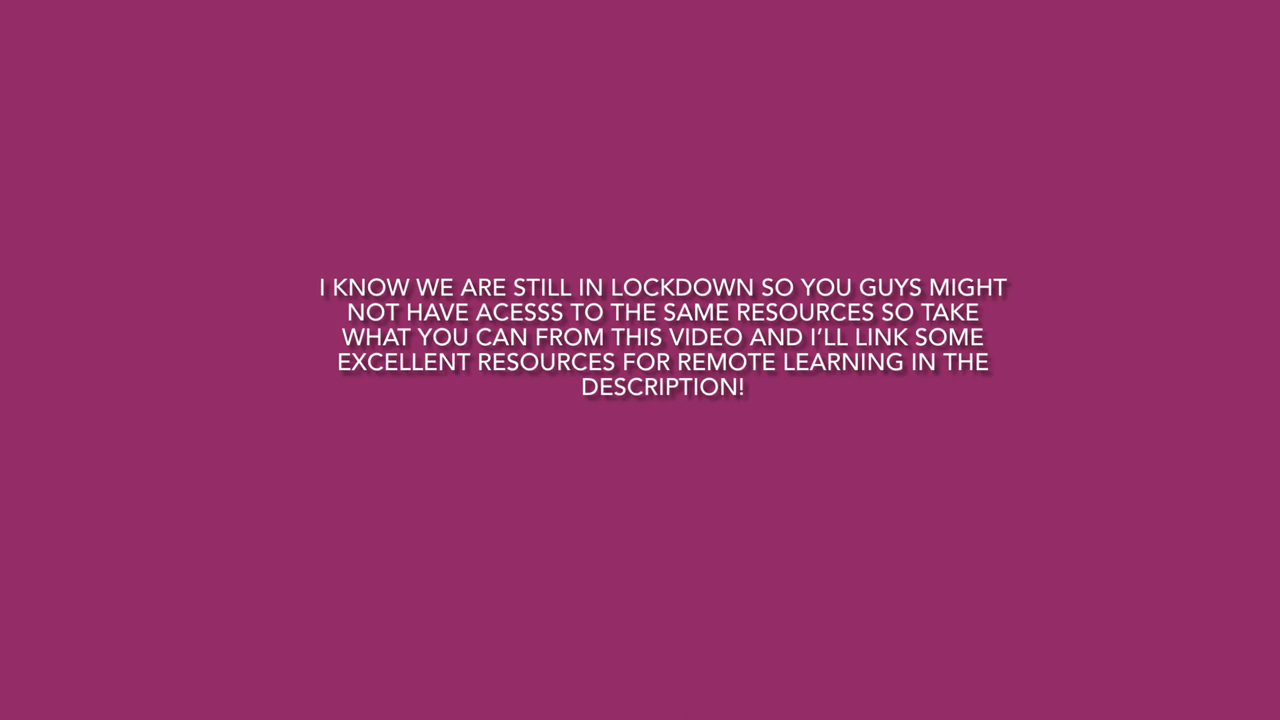 I KNOW WE ARE STILL IN LOCKDOWN SO YOU GUYS MIGHT
NOT HAVE ACESSS TO THE SAME RESOURCES SO TAKE
WHAT YOU CAN FROM THIS VIDEO AND I’LL LINK SOME
EXCELLENT RESOURCES FOR REMOTE LEARNING IN THE
DESCRIPTION!